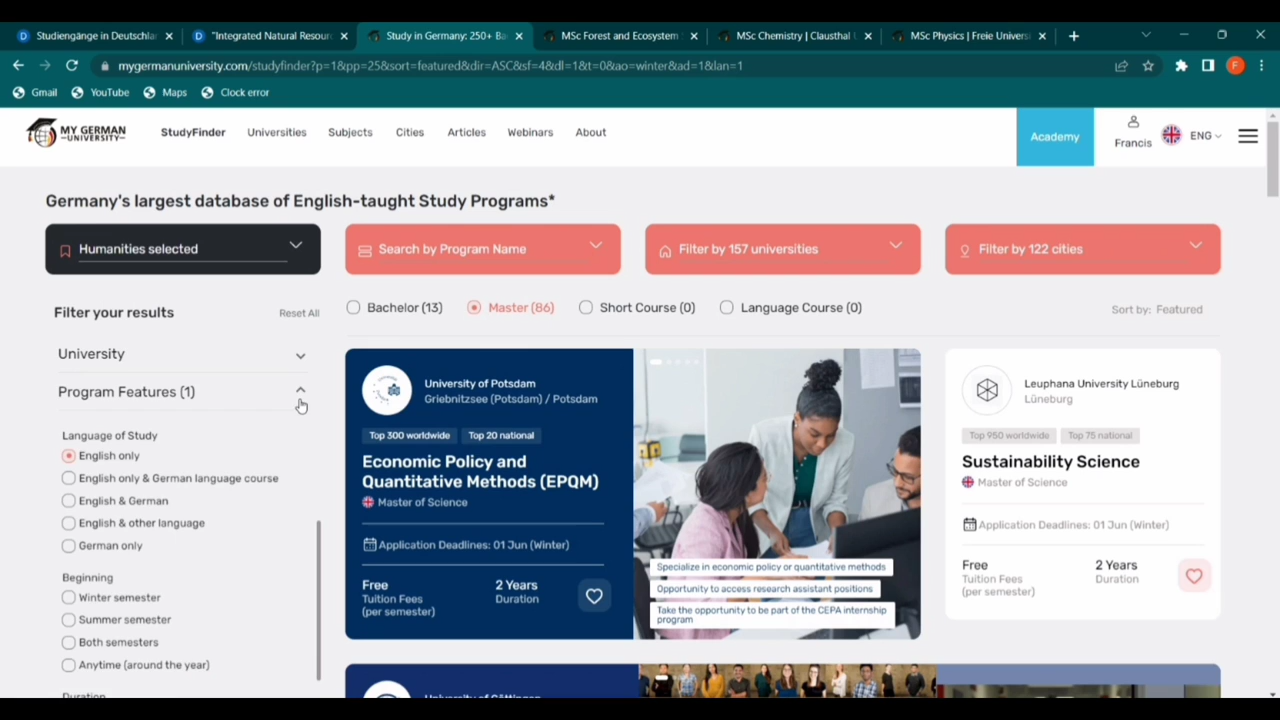 Studiengänge in Deutschlan
"Integrated Natural Resourc
Study in Germany: 250+ Ba
MSc Forest and Ecosystem
MSc Chemistry | Clausthal U
MSc Physics | Freie Universi
mygermanuniversity.com/studyfinder?p=1&pp=25&sort=featured&dir=ASC&sf=4&dl=1&t=0&ao=winter&ad=1&lan=1
F
Gmail
YouTube
Maps
Clock error
MY GERMAN
UNIVERSITY
StudyFinder
Universities
Subjects
Cities
Articles
Webinars
About
Academy
Francis
ENG
Germany's largest database of English-taught Study Programs*
Humanities selected
Search by Program Name
Filter by 157 universities
Filter by 122 cities
Filter your results
Reset All
Bachelor (13)
Master (86)
Short Course (0)
Language Course (0)
Sort by: Featured
University
Program Features (1)
Language of Study
English only
English only & German language course
English & German
English & other language
German only
Beginning
Winter semester
Summer semester
Both semesters
Anytime (around the year)
Duration
University of Potsdam
Griebnitzsee (Potsdam) / Potsdam
Top 300 worldwide
Top 20 national
Economic Policy and
Quantitative Methods (EPQM)
Master of Science
Application Deadlines: 01 Jun (Winter)
Free
Tuition Fees
(per semester)
2 Years
Duration
Specialize in economic policy or quantitative methods
Opportunity to access research assistant positions
Take the opportunity to be part of the CEPA internship
program
Leuphana University Lüneburg
Lüneburg
Top 950 worldwide
Top 75 national
Sustainability Science
Master of Science
Application Deadlines: 01 Jun (Winter)
Free
Tuition Fees
(per semester)
2 Years
Duration
University of Göttingen